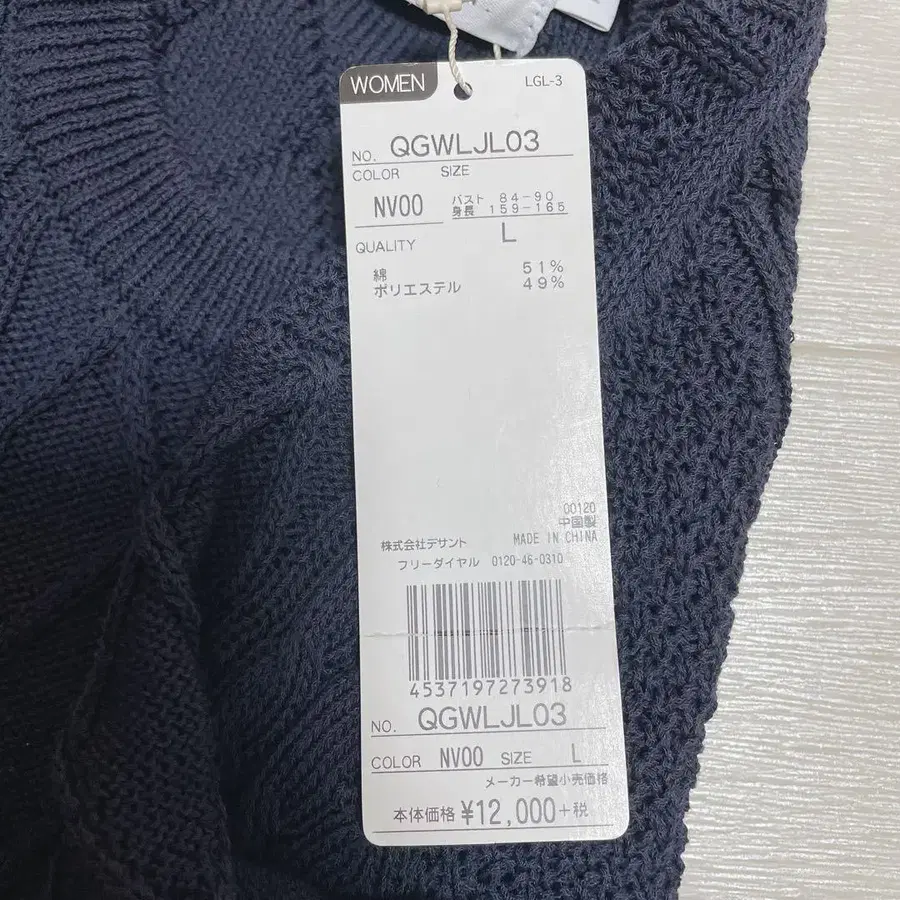 WOMEN LGL-3
NO. QGWLJL03
COLOR SIZE
NV00 バスト 84-90
身長 159-165
L
QUALITY
綿 51%
ポリエステル 49%
00120
中国製
株式会社デサント MADE IN CHINA
フリーダイヤル 0120-46-0310
4537197273918
NO. QGWLJL03
COLOR NV00 SIZE L
メーカー希望小売価格
本体価格 ¥12,000+税